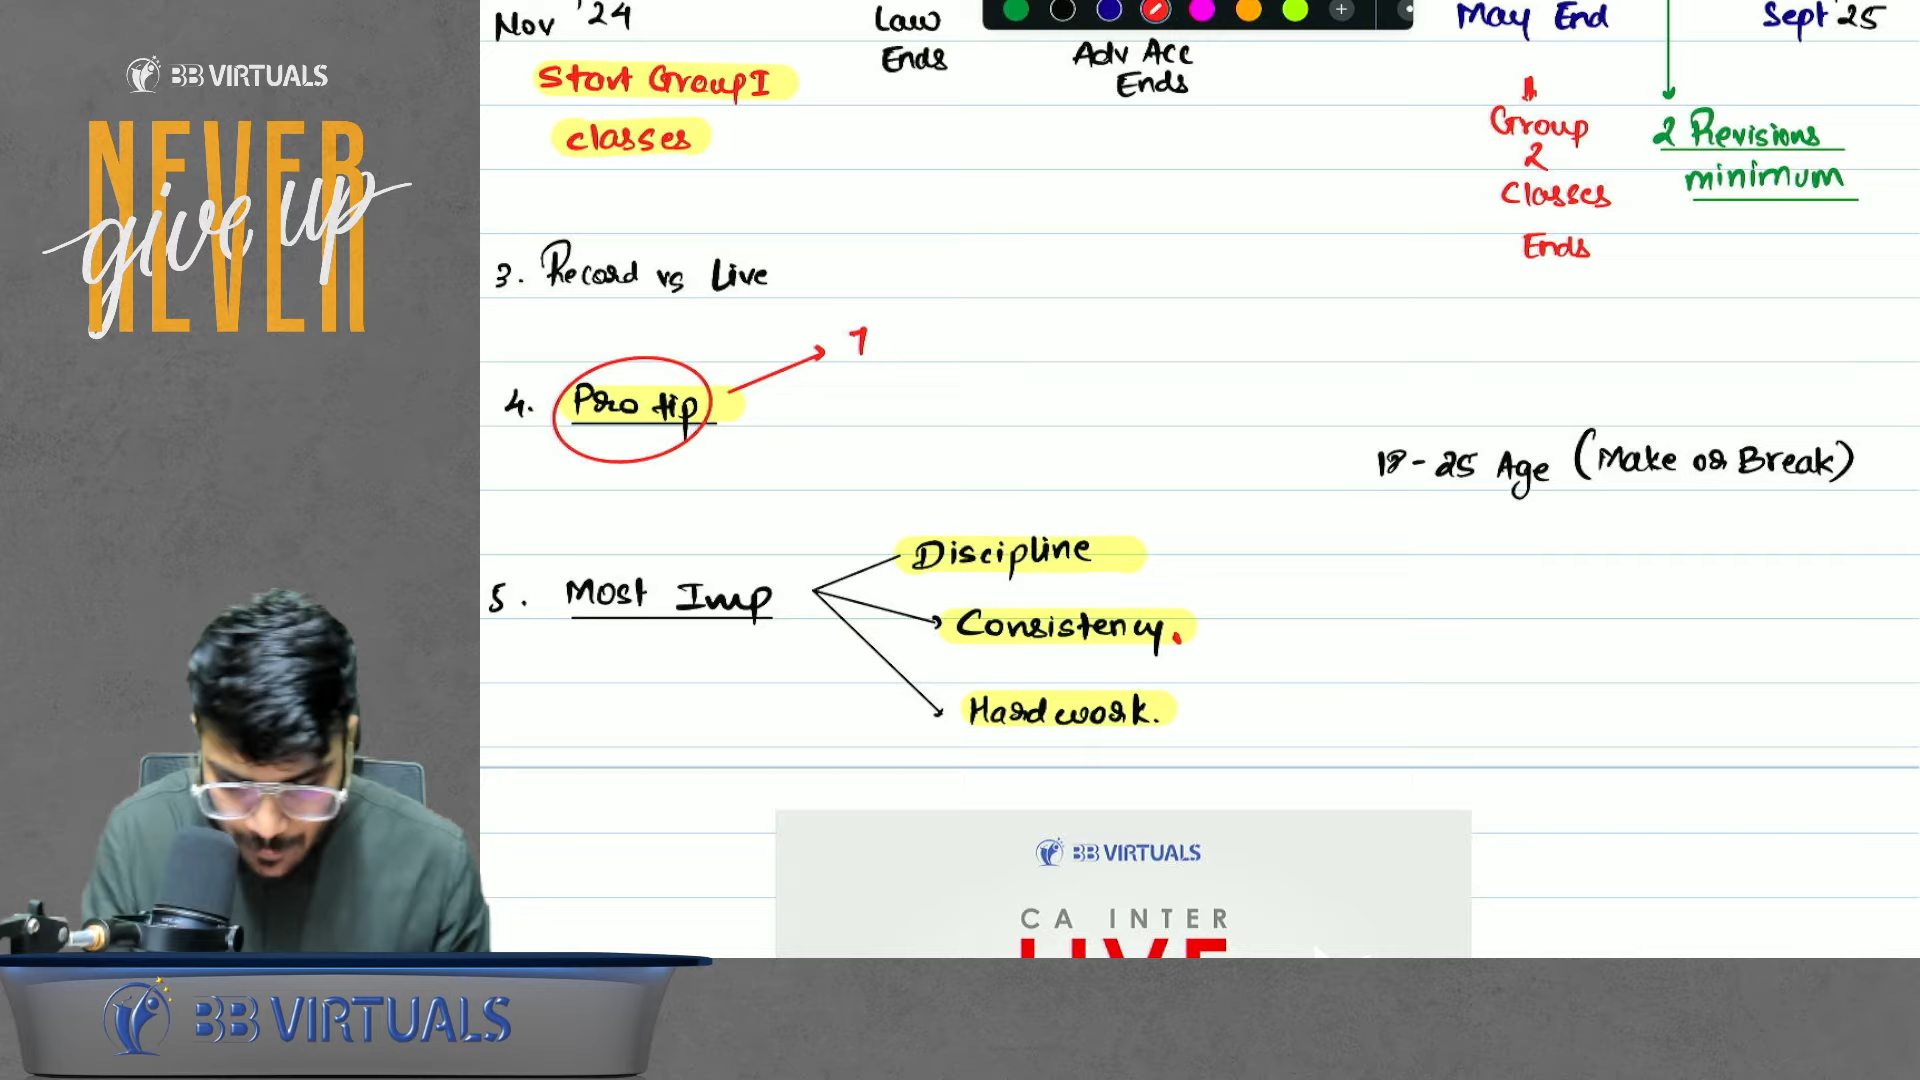 BB VIRTUALS
NEVER
give up
NEVER
Nov '24
Law
Ends
Adv Acc
Ends
May End
Sept '25
Start Group I
classes
Group
2
Classes
Ends
2 Revisions
minimum
3. Record vs Live
4. Pro tip
18-25 Age (Make or Break)
5. Most Imp
Discipline
Consistency.
Hardwork.
BB VIRTUALS
CA INTER
LIVE
BB VIRTUALS